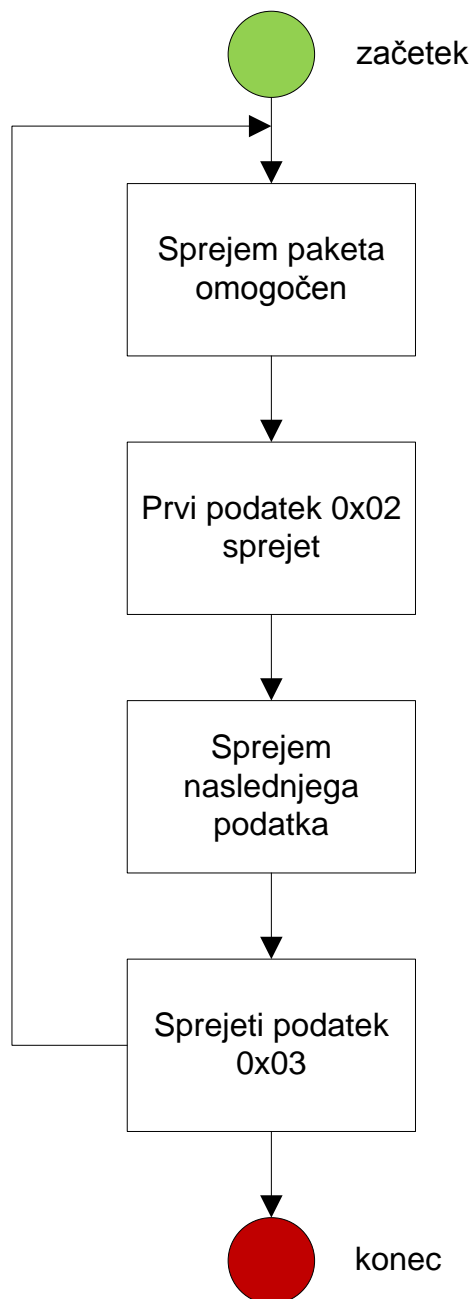 začetek
Sprejem paketa
omogočen
Prvi podatek 0x02
sprejet
Sprejem
naslednjega
podatka
Sprejeti podatek
0x03
konec